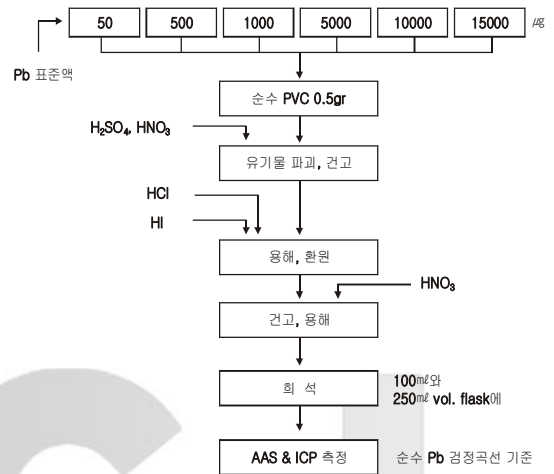 50 500 1000 5000 10000 15000 ㎍
Pb 표준액
순수 PVC 0.5gr
H₂SO₄, HNO₃
유기물 파괴, 건고
HCl
HI
용해, 환원
HNO₃
건고, 용해
희 석
100㎖와
250㎖ vol. flask에
AAS & ICP 측정
순수 Pb 검정곡선 기준